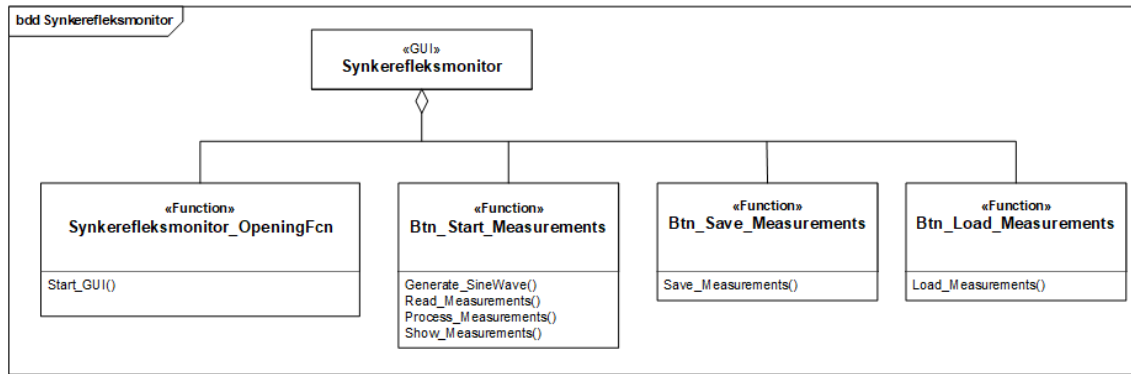 bdd Synkerefleksmonitor
«GUI»
Synkerefleksmonitor
«Function»
Synkerefleksmonitor_OpeningFcn
Start_GUI()
«Function»
Btn_Start_Measurements
Generate_SineWave()
Read_Measurements()
Process_Measurements()
Show_Measurements()
«Function»
Btn_Save_Measurements
Save_Measurements()
«Function»
Btn_Load_Measurements
Load_Measurements()